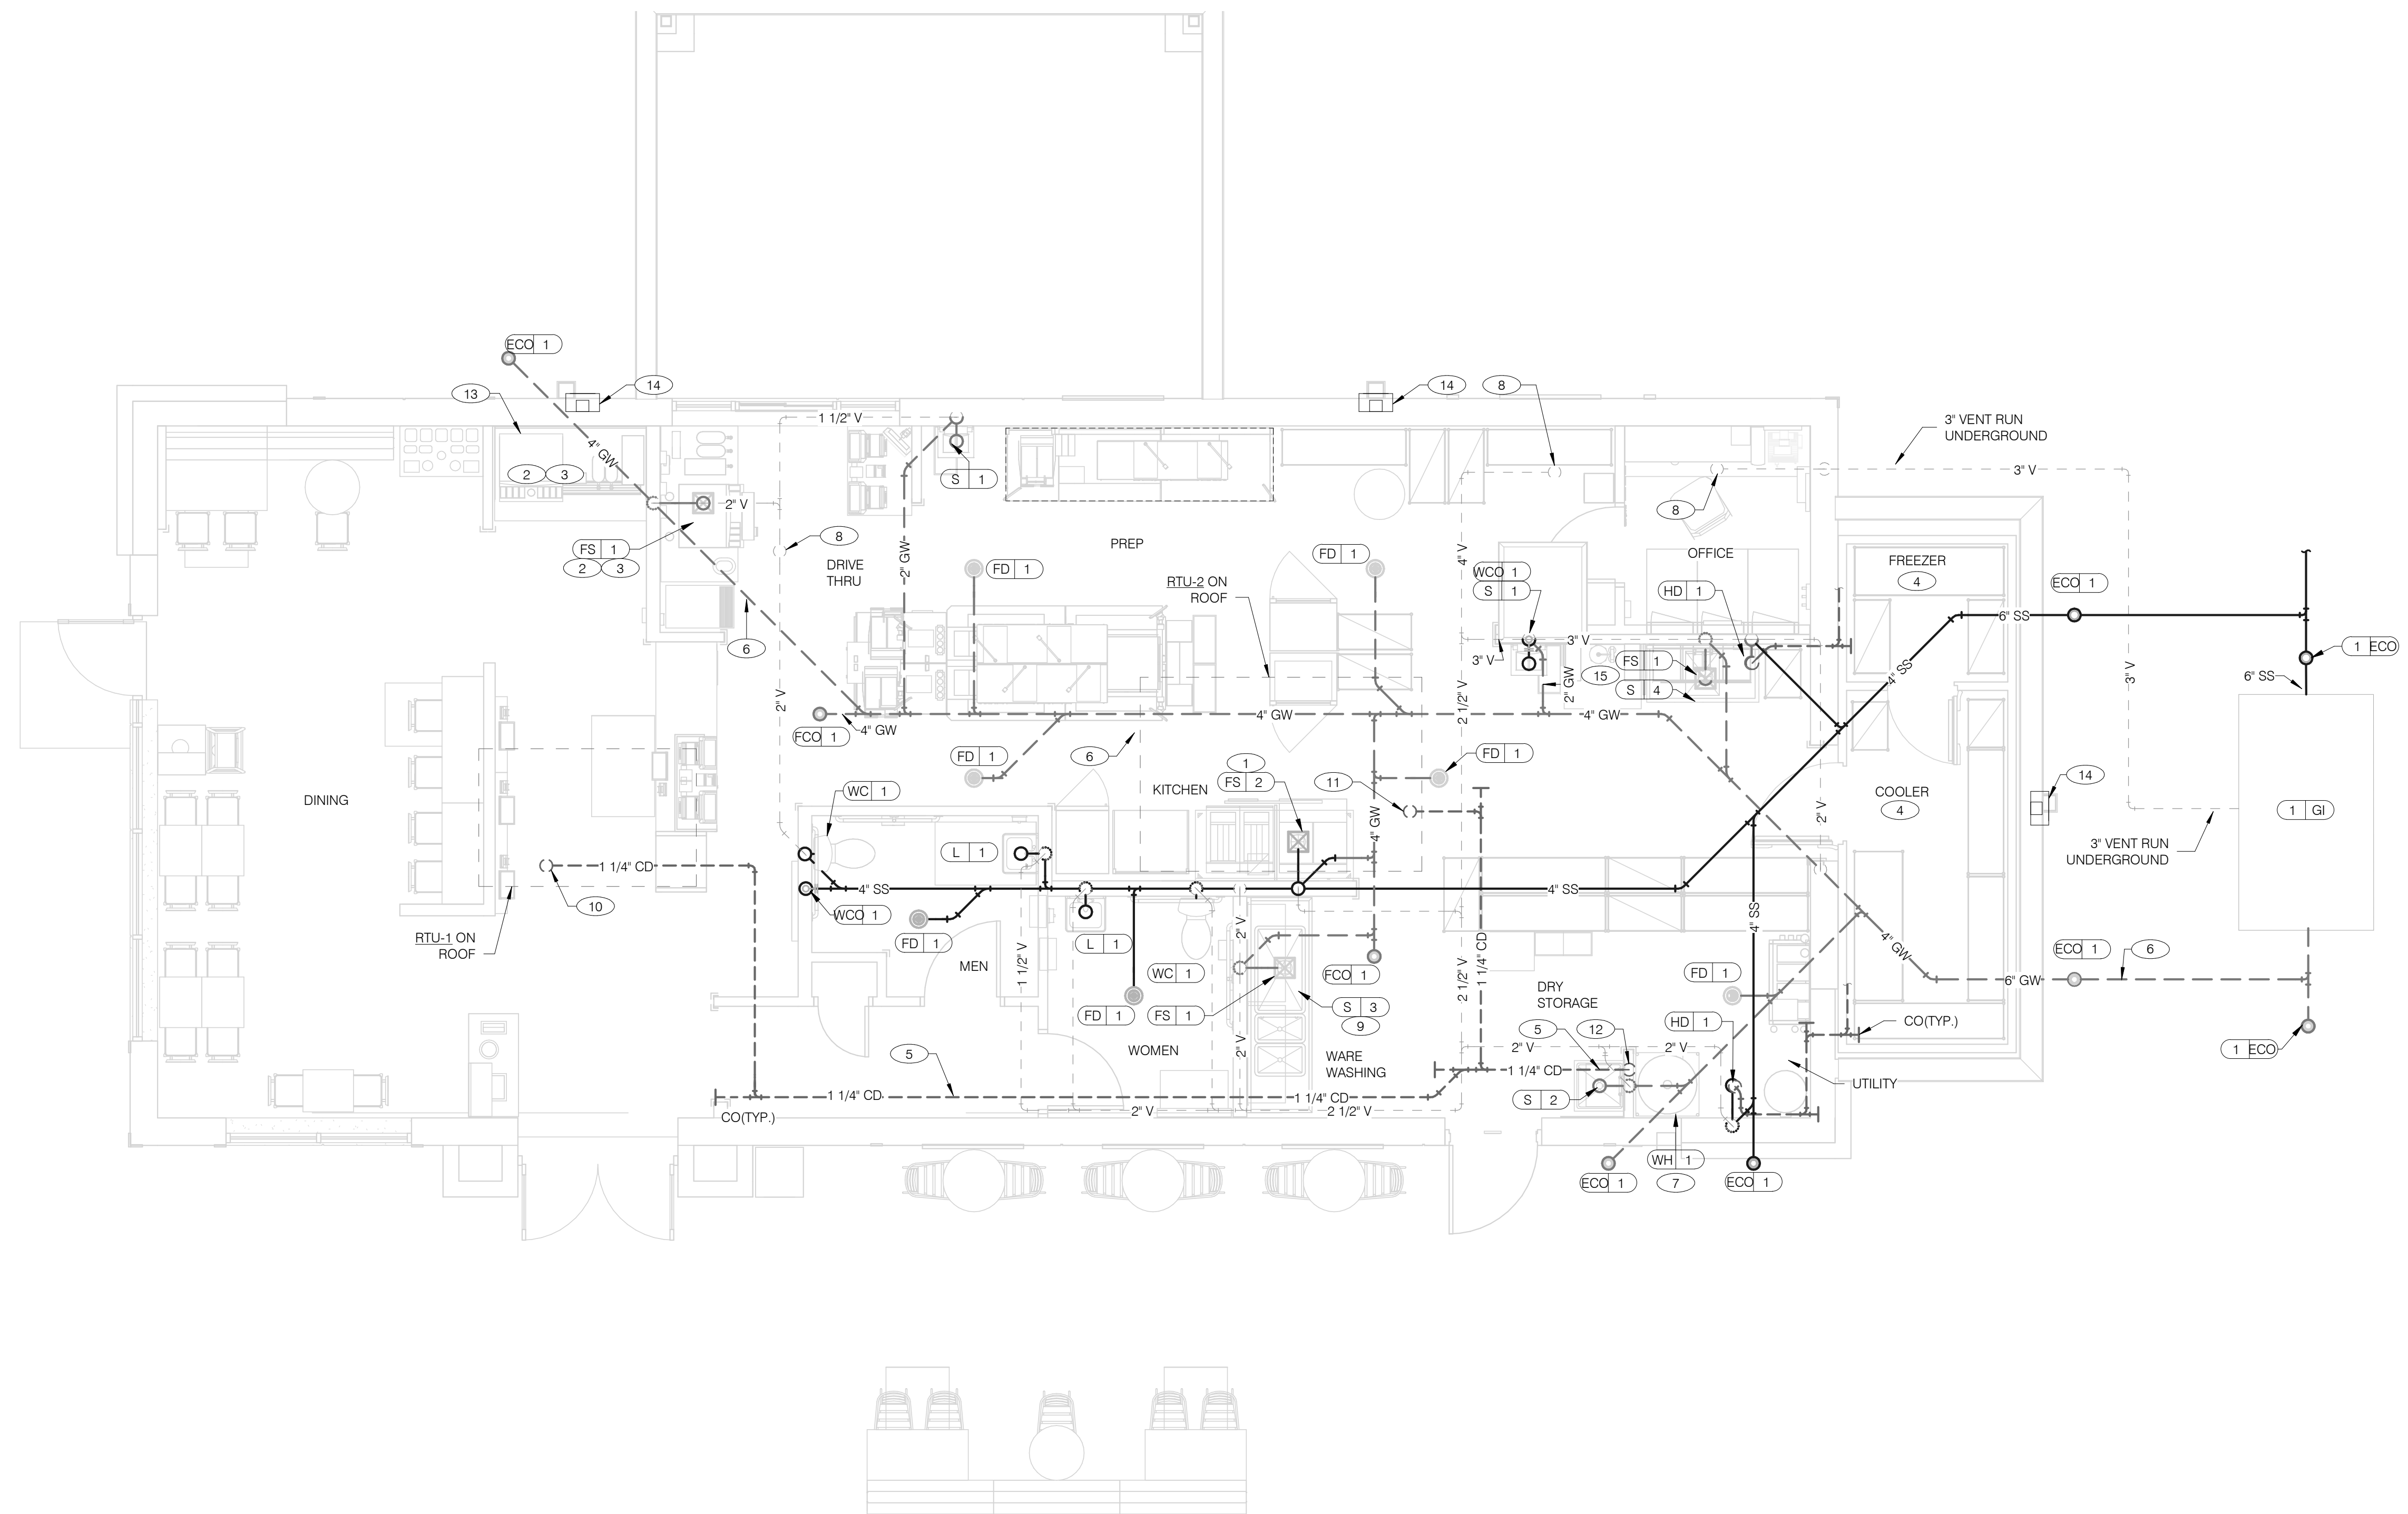 ECO 1
13
14
14
8
1 1/2" V
3" VENT RUN
UNDERGROUND
4" GW
2 3
S 1
3" V
2" V
8
8
FS 1
2 3
DRIVE
THRU
2" GW
FD 1
PREP
FD 1
4" V
OFFICE
FREEZER
4
RTU-2 ON
ROOF
WCO 1
S 1
HD 1
ECO 1
6" SS
6
3" V
3" V
FS 1
15
S 4
2" GW
4" SS
1 ECO
6" SS
3" V
2" V
2 1/2" V
FCO 1
4" GW
4" GW
4" GW
FD 1
6
FD 1
1
FS 2
11
KITCHEN
DINING
WC 1
COOLER
4
14
2" V
1 GI
4" GW
L 1
3" VENT RUN
UNDERGROUND
1 1/4" CD
10
4" SS
4" SS
WCO 1
4" SS
RTU-1 ON
ROOF
FD 1
L 1
2" V
1 1/4" CD
4" GW
ECO 1
6
MEN
1 1/2" V
WC 1
FCO 1
2 1/2" V
FD 1
6" GW
DRY
STORAGE
FD 1
FS 1
S 3
9
HD 1
CO(TYP.)
5
12
1 ECO
5
WOMEN
2" V
WARE
WASHING
2" V
2" V
1 1/4" CD
UTILITY
1 1/4" CD
1 1/4" CD
S 2
CO(TYP.)
2" V
2 1/2" V
WH 1
7
ECO 1
ECO 1